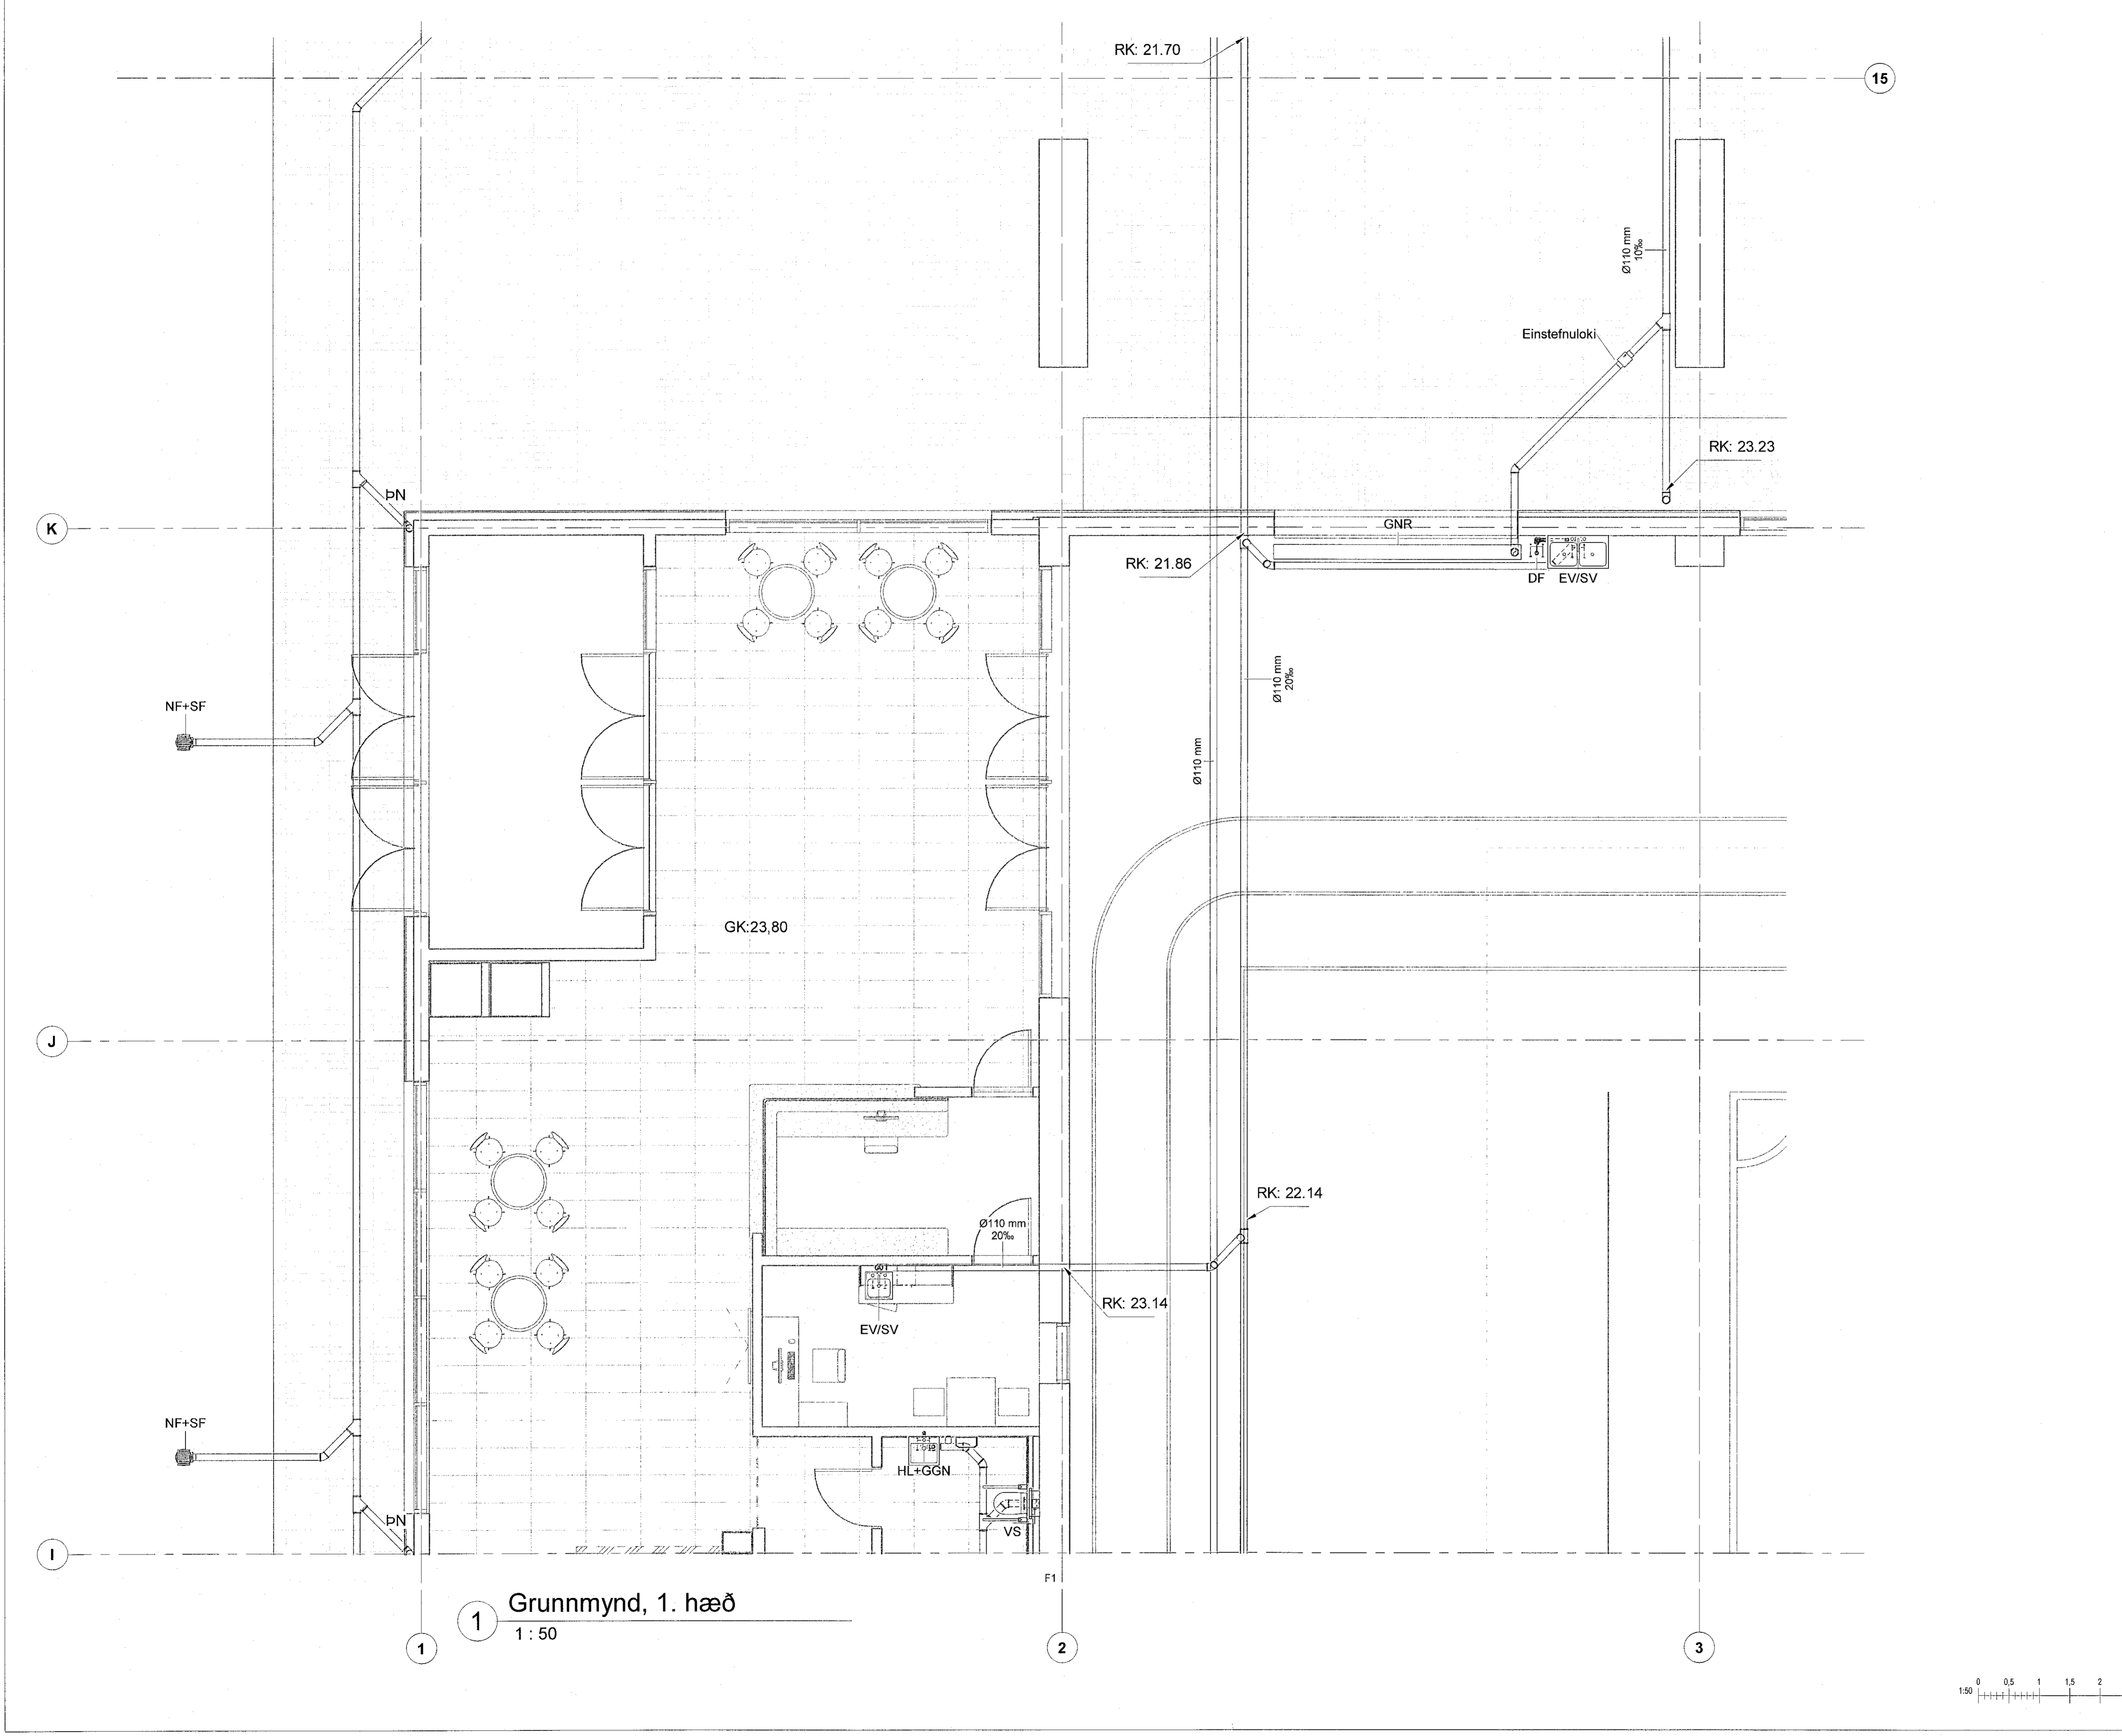 RK: 21.70
15
Ø110 mm
10‰
Einstefnuloki
RK: 23.23
ÞN
K
GNR
RK: 21.86
DF
EV/SV
Ø110 mm
20‰
NF+SF
Ø110 mm
GK:23,80
J
RK: 22.14
Ø110 mm
20‰
RK: 23.14
EV/SV
NF+SF
HL+GGN
ÞN
VS
I
F1
1
Grunnmynd, 1. hæð
1 : 50
1
2
3
1:50
0
0,5
1
1,5
2